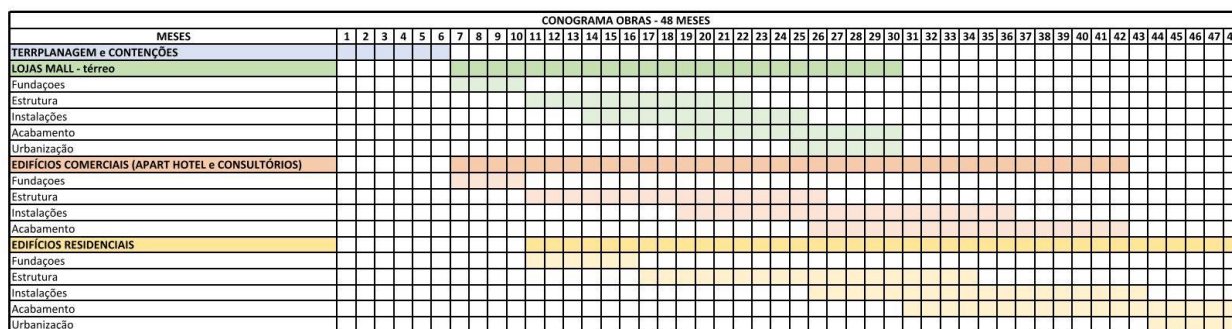 CONOGRAMA OBRAS - 48 MESES
MESES 1 2 3 4 5 6 7 8 9 10 11 12 13 14 15 16 17 18 19 20 21 22 23 24 25 26 27 28 29 30 31 32 33 34 35 36 37 38 39 40 41 42 43 44 45 46 47 4
TERRPLANAGEM e CONTENÇÕES
LOJAS MALL - térreo
Fundaçoes
Estrutura
Instalações
Acabamento
Urbanização
EDIFÍCIOS COMERCIAIS (APART HOTEL e CONSULTÓRIOS)
Fundaçoes
Estrutura
Instalações
Acabamento
EDIFÍCIOS RESIDENCIAIS
Fundaçoes
Estrutura
Instalações
Acabamento
Urbanização